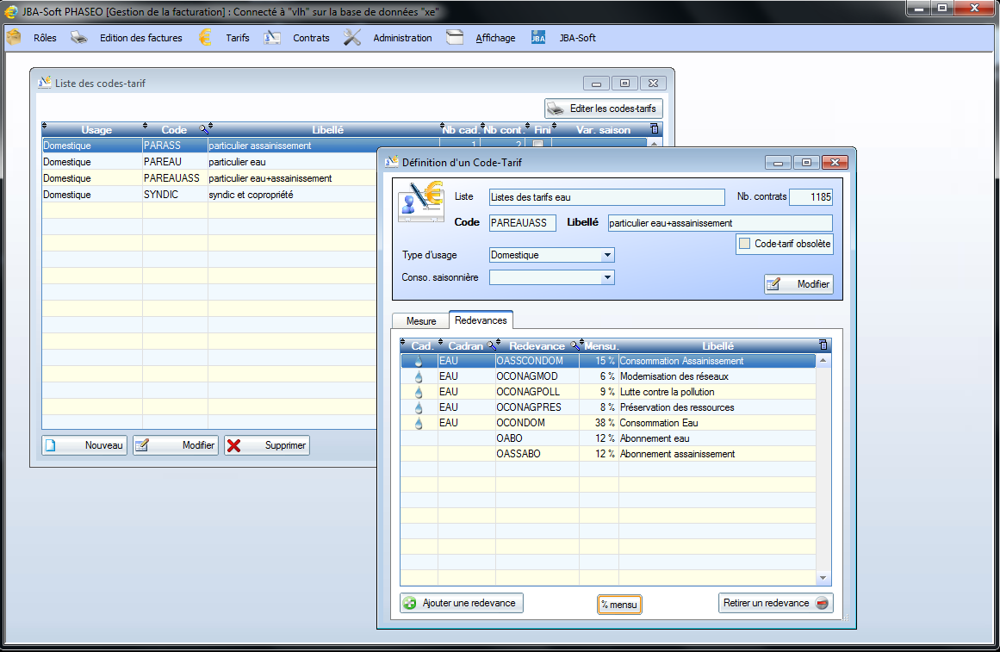 JBA-Soft PHASEO [Gestion de la facturation] : Connecté à "vlh" sur la base de données "xe"
Rôles Edition des factures Tarifs Contrats Administration Affichage JBA JBA-Soft
Liste des codes-tarif
Editer les codes-tarifs
Usage Code Libellé Nb cad. Nb cont. Fini Var. saison
Domestique PARASS particulier assainissement 1 2
Domestique PAREAU particulier eau
Domestique PAREAUASS particulier eau+assainissement
Domestique SYNDIC syndic et copropriété
Nouveau Modifier Supprimer
Définition d'un Code-Tarif
Liste Listes des tarifs eau Nb. contrats 1185
Code PAREAUASS Libellé particulier eau+assainissement
Code-tarif obsolète
Type d'usage Domestique
Conso. saisonnière
Modifier
Mesure Redevances
Cad. Cadran Redevance Mensu. Libellé
EAU OASSCONDOM 15 % Consommation Assainissement
EAU OCONAGMOD 6 % Modernisation des réseaux
EAU OCONAGPOLL 9 % Lutte contre la pollution
EAU OCONAGPRES 8 % Préservation des ressources
EAU OCONDOM 38 % Consommation Eau
OABO 12 % Abonnement eau
OASSABO 12 % Abonnement assainissement
Ajouter une redevance % mensu Retirer un redevance